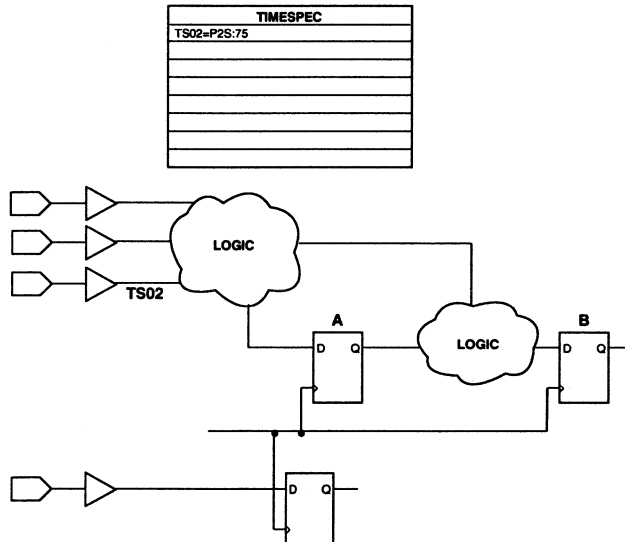 TIMESPEC
TS02=P2S:75
LOGIC
TS02
A
B
D Q
LOGIC
D Q
D Q